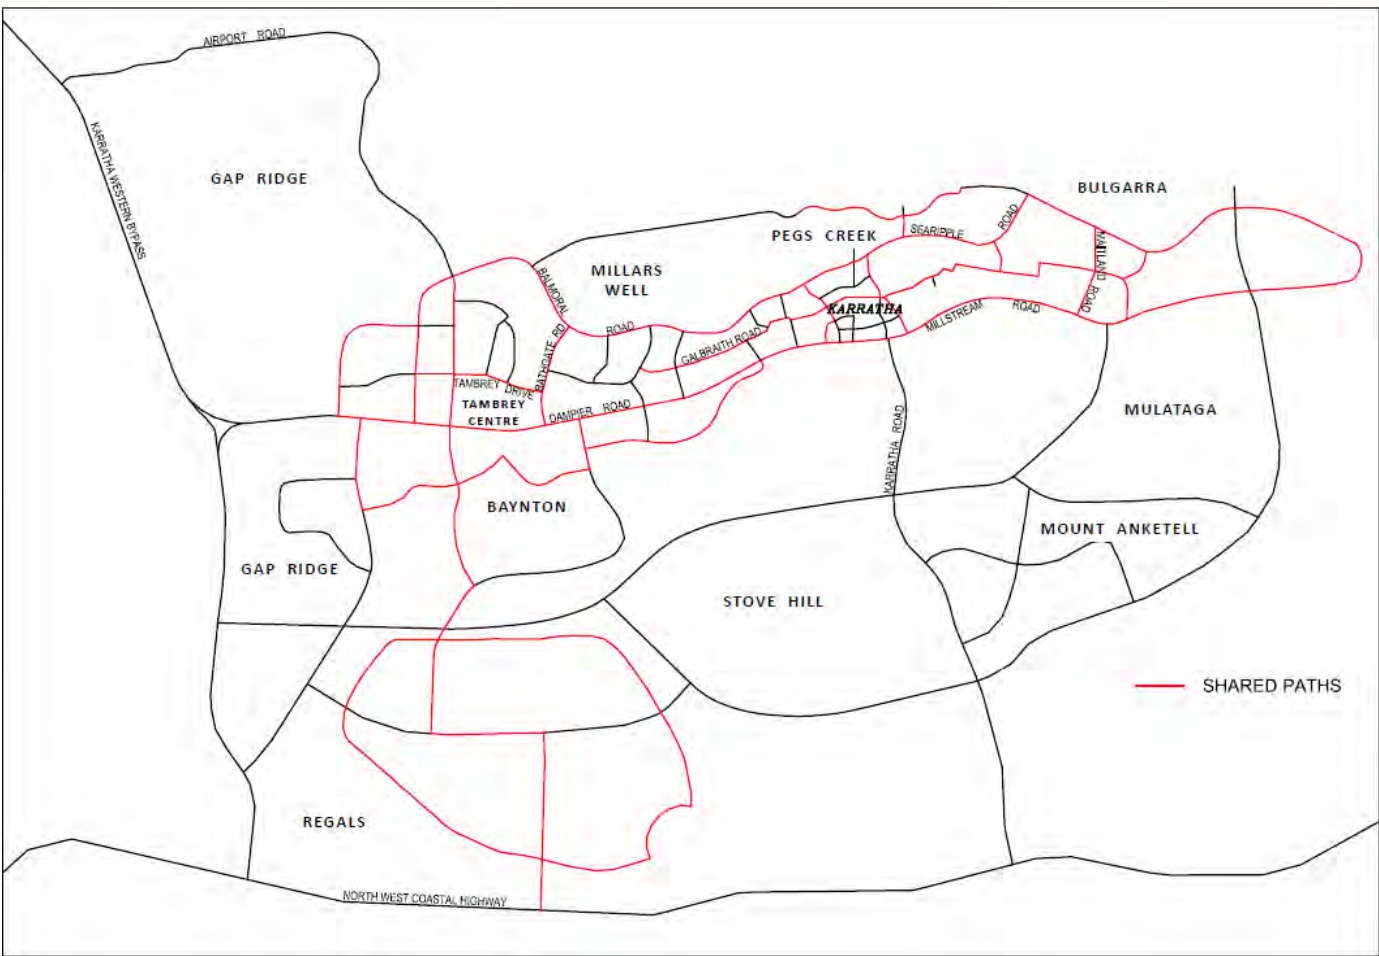 AIRPORT ROAD
KARRATHA WESTERN BYPASS
GAP RIDGE
BULGARRA
PEGS CREEK
SEARIPPLE
ROAD
MAITLAND ROAD
ROAD
MILLARS
WELL
BALMORAL
ROAD
KARRATHA
MILLSTREAM
ROAD
GALBRAITH ROAD
BATHGATE RD
TAMBREY DRIVE
TAMBREY
CENTRE
DAMPIER ROAD
MULATAGA
KARRATHA ROAD
BAYNTON
MOUNT ANKETELL
GAP RIDGE
STOVE HILL
SHARED PATHS
REGALS
NORTH WEST COASTAL HIGHWAY